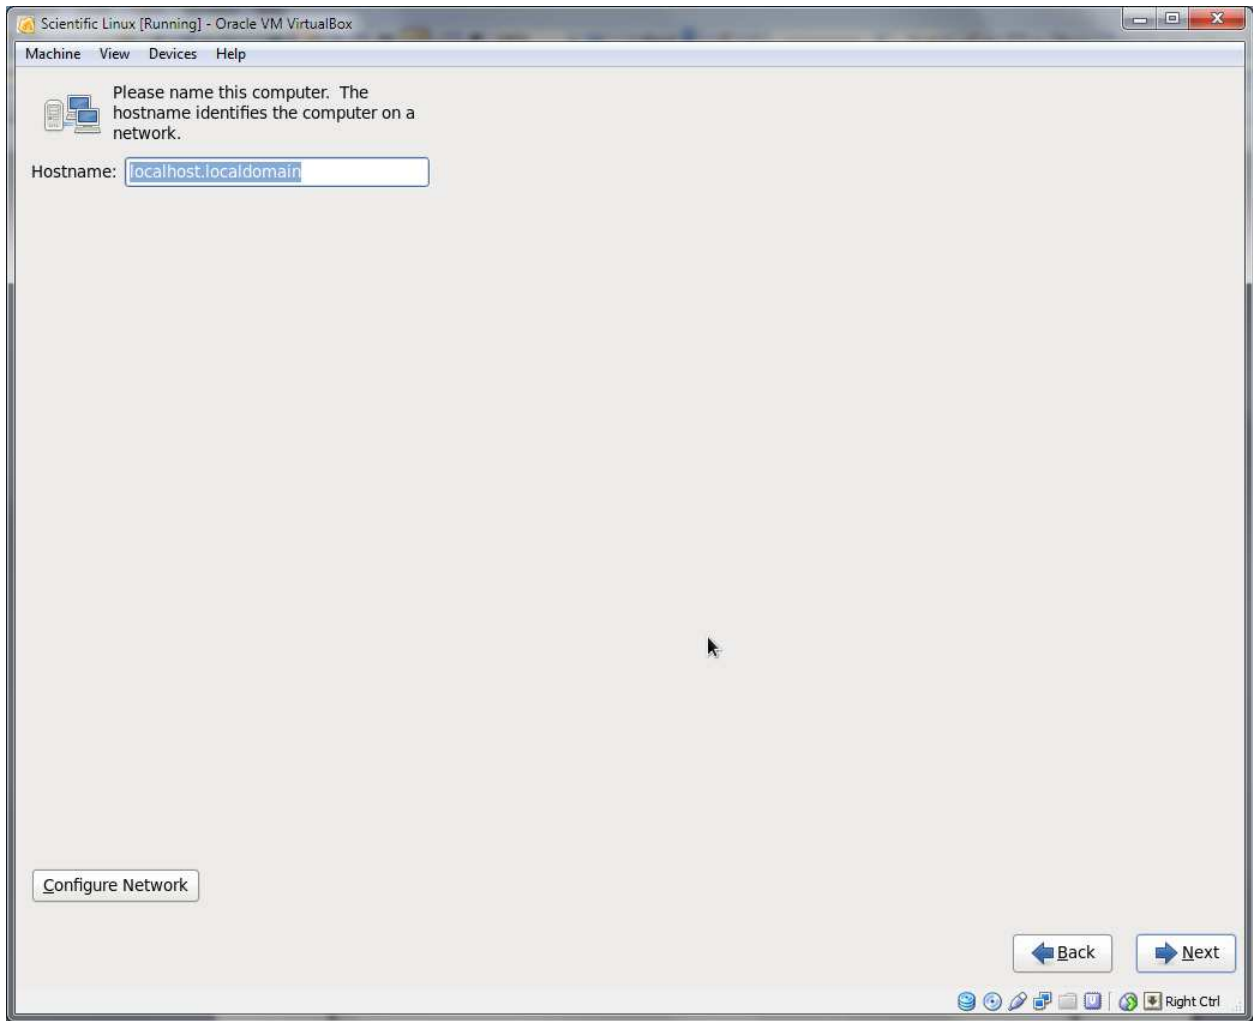 Scientific Linux [Running] - Oracle VM VirtualBox
Machine View Devices Help
Please name this computer. The
hostname identifies the computer on a
network.
Hostname: localhost.localdomain
Configure Network
Back Next
Right Ctrl